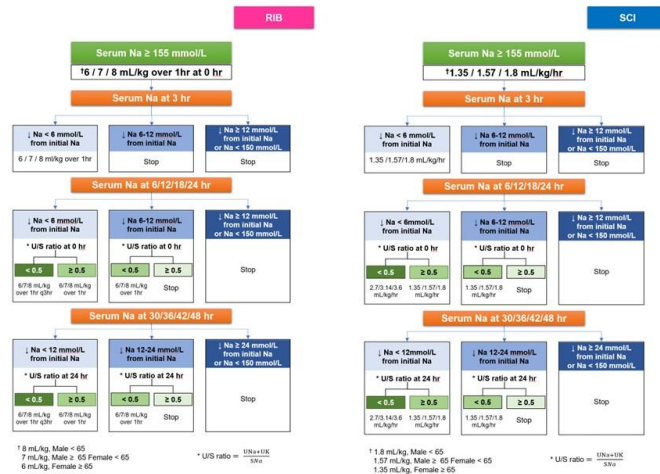 RIB
Serum Na ≥ 155 mmol/L
†6 / 7 / 8 mL/kg over 1hr at 0 hr
Serum Na at 3 hr
↓ Na < 6 mmol/L
from initial Na
6 / 7 / 8 ml/kg over 1hr
↓ Na 6-12 mmol/L
from initial Na
Stop
↓ Na ≥ 12 mmol/L
from initial Na
or Na < 150 mmol/L
Stop
Serum Na at 6/12/18/24 hr
↓ Na < 6 mmol/L
from initial Na
* U/S ratio at 0 hr
< 0.5
≥ 0.5
6/7/8 mL/kg
over 1hr q3hr
6/7/8 mL/kg
over 1hr
↓ Na 6-12 mmol/L
from initial Na
* U/S ratio at 0 hr
< 0.5
≥ 0.5
6/7/8 mL/kg
over 1hr
Stop
↓ Na ≥ 12 mmol/L
from initial Na
or Na < 150 mmol/L
Stop
Serum Na at 30/36/42/48 hr
↓ Na < 12 mmol/L
from initial Na
* U/S ratio at 24 hr
< 0.5
≥ 0.5
6/7/8 mL/kg
over 1hr q3hr
6/7/8 mL/kg
over 1hr
↓ Na 12-24 mmol/L
from initial Na
* U/S ratio at 24 hr
< 0.5
≥ 0.5
6/7/8 mL/kg
over 1hr
Stop
↓ Na ≥ 24 mmol/L
from initial Na
or Na < 150 mmol/L
Stop
† 8 mL/kg, Male < 65
7 mL/kg, Male ≥ 65 Female < 65
6 mL/kg, Female ≥ 65
* U/S ratio = UNa+UK
SNa
SCI
Serum Na ≥ 155 mmol/L
†1.35 / 1.57 / 1.8 mL/kg/hr
Serum Na at 3 hr
↓ Na < 6 mmol/L
from initial Na
1.35 /1.57/1.8 mL/kg/hr
↓ Na 6-12 mmol/L
from initial Na
Stop
↓ Na ≥ 12 mmol/L
from initial Na
or Na < 150 mmol/L
Stop
Serum Na at 6/12/18/24 hr
↓ Na < 6mmol/L
from initial Na
* U/S ratio at 0 hr
< 0.5
≥ 0.5
2.7/3.14/3.6
mL/kg/hr
1.35 /1.57/1.8
mL/kg/hr
↓ Na 6-12 mmol/L
from initial Na
* U/S ratio at 0 hr
< 0.5
≥ 0.5
1.35 /1.57/1.8
mL/kg/hr
Stop
↓ Na ≥ 12 mmol/L
from initial Na
or Na < 150 mmol/L
Stop
Serum Na at 30/36/42/48 hr
↓ Na < 12mmol/L
from initial Na
* U/S ratio at 24 hr
< 0.5
≥ 0.5
2.7/3.14/3.6
mL/kg/hr
1.35 /1.57/1.8
mL/kg/hr
↓ Na 12-24 mmol/L
from initial Na
* U/S ratio at 24 hr
< 0.5
≥ 0.5
1.35 /1.57/1.8
mL/kg/hr
Stop
↓ Na ≥ 24 mmol/L
from initial Na
or Na < 150 mmol/L
Stop
† 1.8 mL/kg, Male < 65
1.57 mL/kg, Male ≥ 65 Female < 65
1.35 mL/kg, Female ≥ 65
* U/S ratio = UNa+UK
SNa